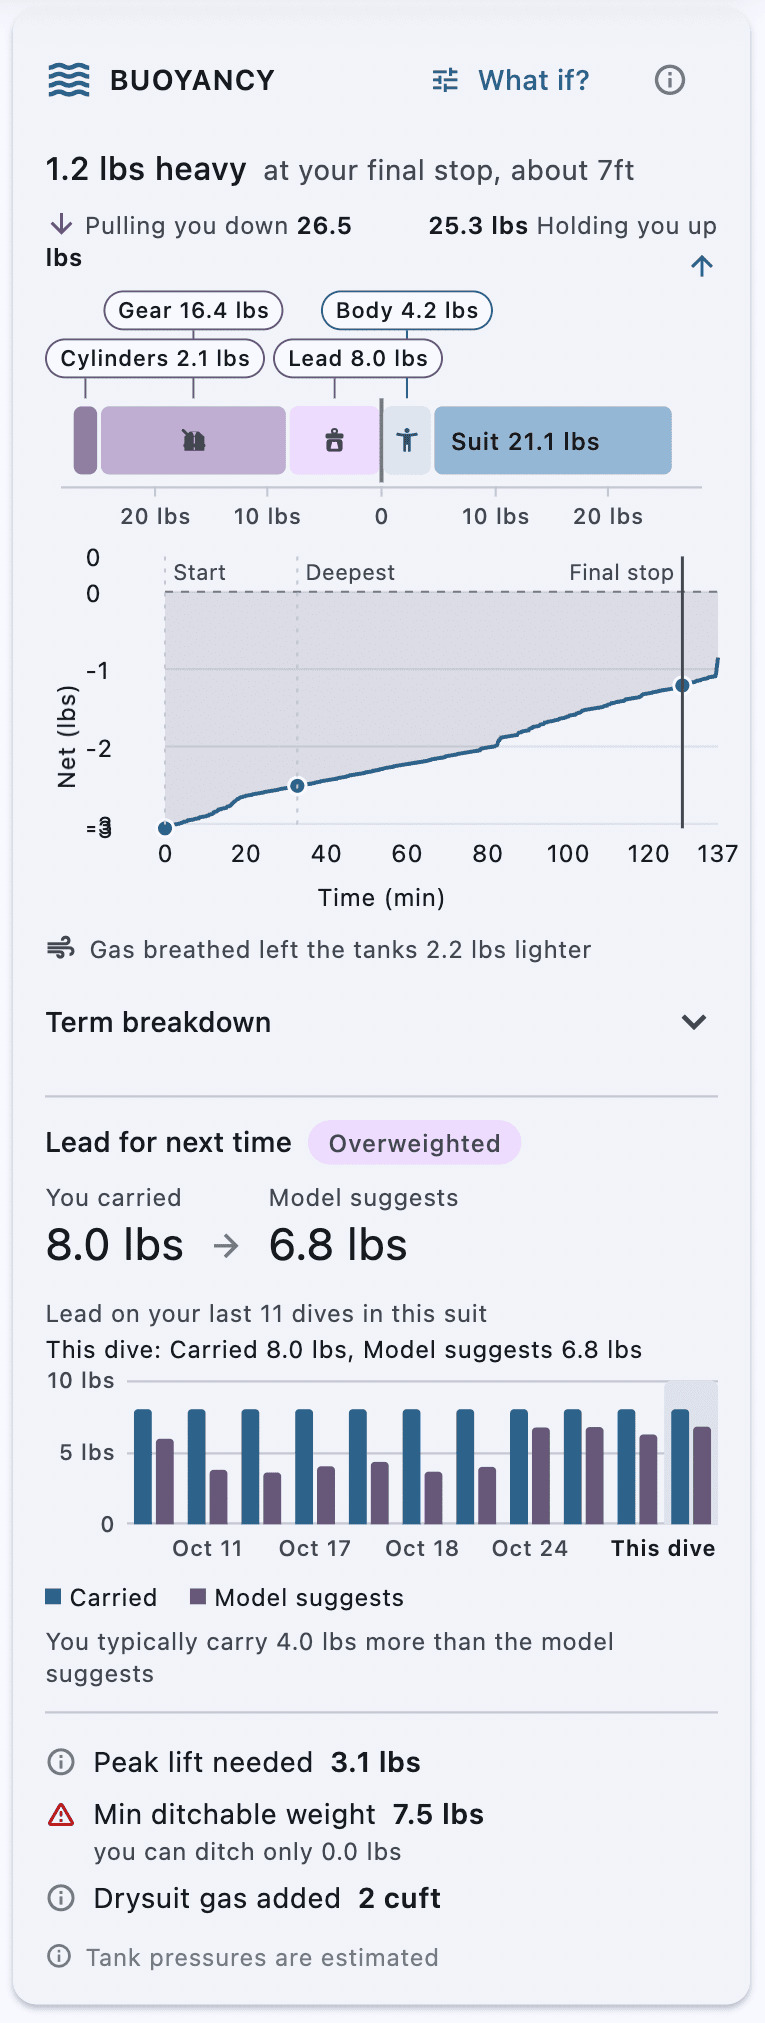 BUOYANCY What if?
1.2 lbs heavy at your final stop, about 7ft
Pulling you down 26.5 lbs
25.3 lbs Holding you up
Gear 16.4 lbs
Body 4.2 lbs
Cylinders 2.1 lbs
Lead 8.0 lbs
Suit 21.1 lbs
20 lbs 10 lbs 0 10 lbs 20 lbs
0
Start Deepest Final stop
0
-1
-2
Net (lbs)
0 20 40 60 80 100 120 137
Time (min)
Gas breathed left the tanks 2.2 lbs lighter
Term breakdown
Lead for next time Overweighted
You carried Model suggests
8.0 lbs → 6.8 lbs
Lead on your last 11 dives in this suit
This dive: Carried 8.0 lbs, Model suggests 6.8 lbs
10 lbs
5 lbs
0
Oct 11 Oct 17 Oct 18 Oct 24 This dive
Carried Model suggests
You typically carry 4.0 lbs more than the model
suggests
Peak lift needed 3.1 lbs
Min ditchable weight 7.5 lbs
you can ditch only 0.0 lbs
Drysuit gas added 2 cuft
Tank pressures are estimated